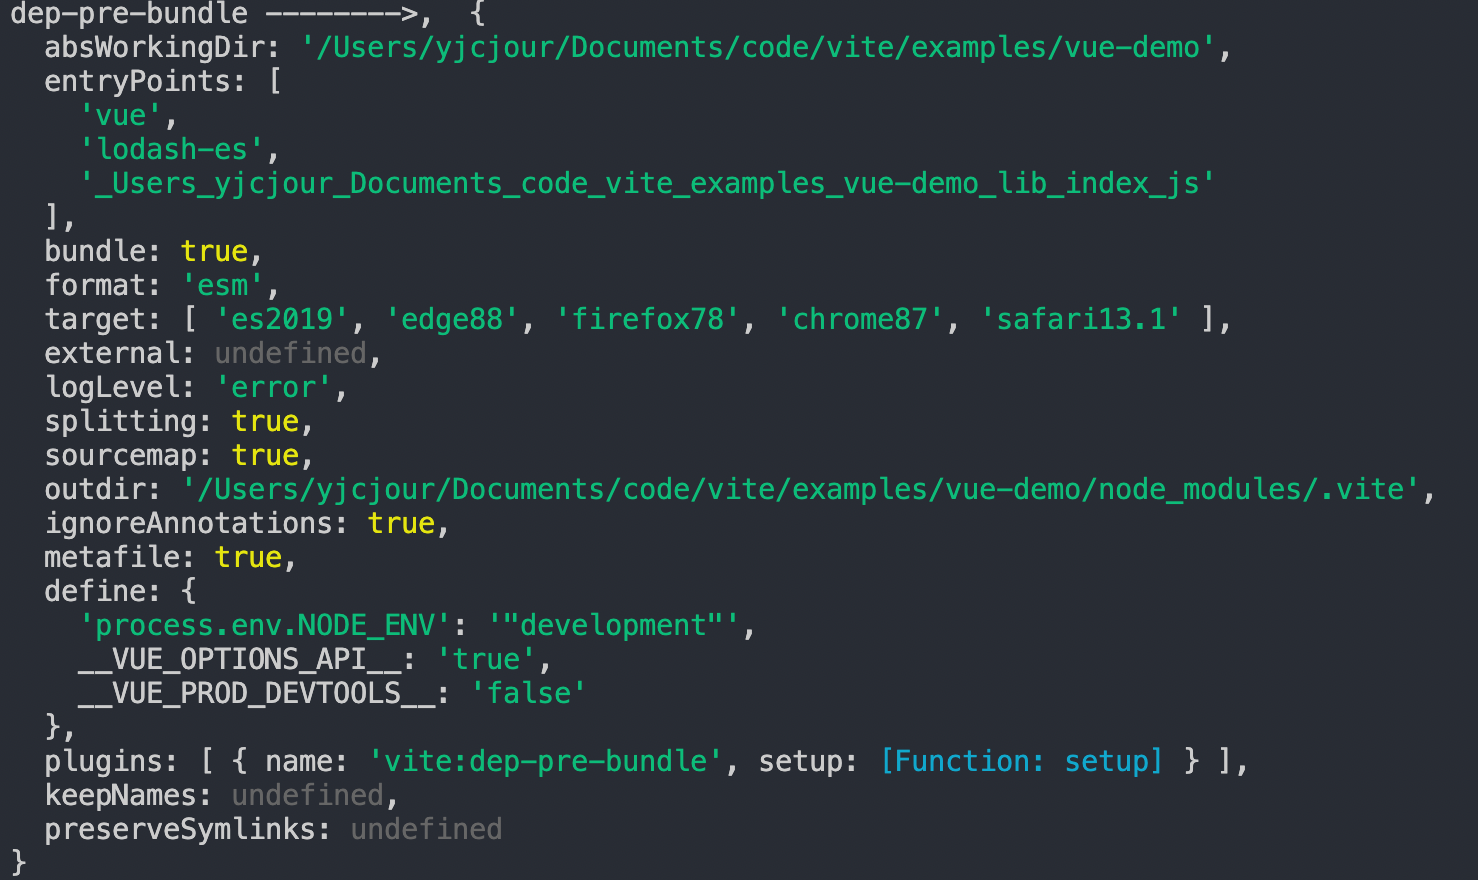 dep-pre-bundle -------->,  {
  absWorkingDir: '/Users/yjcjour/Documents/code/vite/examples/vue-demo',
  entryPoints: [
    'vue',
    'lodash-es',
    '_Users_yjcjour_Documents_code_vite_examples_vue-demo_lib_index_js'
  ],
  bundle: true,
  format: 'esm',
  target: [ 'es2019', 'edge88', 'firefox78', 'chrome87', 'safari13.1' ],
  external: undefined,
  logLevel: 'error',
  splitting: true,
  sourcemap: true,
  outdir: '/Users/yjcjour/Documents/code/vite/examples/vue-demo/node_modules/.vite',
  ignoreAnnotations: true,
  metafile: true,
  define: {
    'process.env.NODE_ENV': '"development"',
    __VUE_OPTIONS_API__: 'true',
    __VUE_PROD_DEVTOOLS__: 'false'
  },
  plugins: [ { name: 'vite:dep-pre-bundle', setup: [Function: setup] } ],
  keepNames: undefined,
  preserveSymlinks: undefined
}